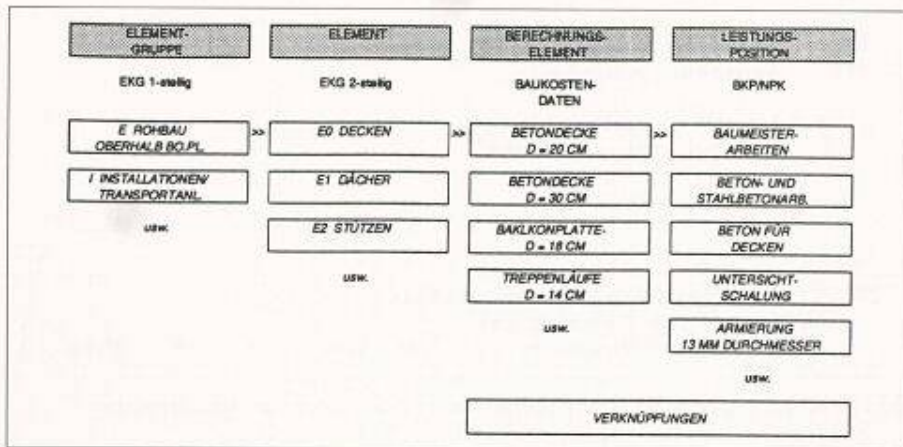 ELEMENT-
GRUPPE
EKG 1-stellig
E ROHBAU
OBERHALB BO.PL.
>>
I INSTALLATIONEN/
TRANSPORTANL.
usw.
ELEMENT
EKG 2-stellig
E0 DECKEN
>>
E1 DÄCHER
E2 STÜTZEN
usw.
BERECHNUNGS-
ELEMENT
BAUKOSTEN-
DATEN
BETONDECKE
D = 20 CM
>>
BETONDECKE
D = 30 CM
BAKLKONPLATTE-
D = 18 CM
TREPPENLÄUFE
D = 14 CM
usw.
LEISTUNGS-
POSITION
BKP/NPK
BAUMEISTER-
ARBEITEN
BETON- UND
STAHLBETONARB.
BETON FÜR
DECKEN
UNTERSICHT-
SCHALUNG
ARMIERUNG
13 MM DURCHMESSER
usw.
VERKNÜPFUNGEN